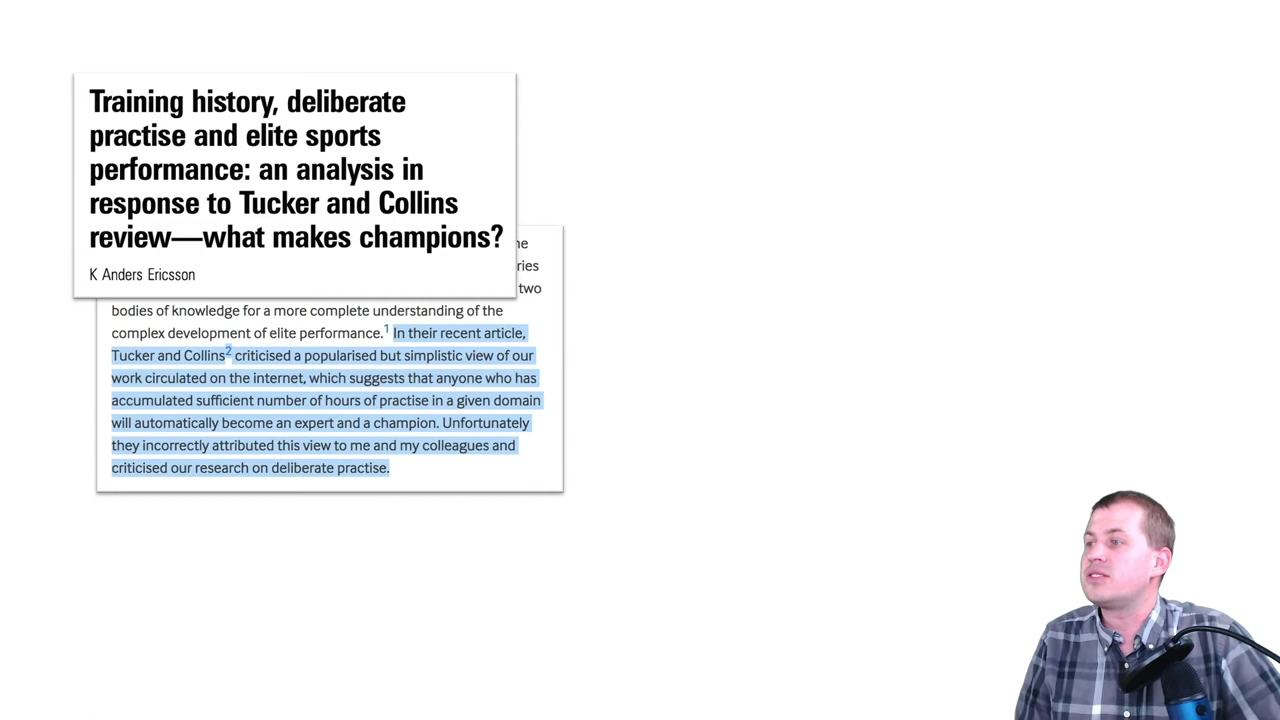 Training history, deliberate
practise and elite sports
performance: an analysis in
response to Tucker and Collins
review—what makes champions?
K Anders Ericsson
two
bodies of knowledge for a more complete understanding of the
complex development of elite performance.1 In their recent article,
Tucker and Collins2 criticised a popularised but simplistic view of our
work circulated on the internet, which suggests that anyone who has
accumulated sufficient number of hours of practise in a given domain
will automatically become an expert and a champion. Unfortunately
they incorrectly attributed this view to me and my colleagues and
criticised our research on deliberate practise.